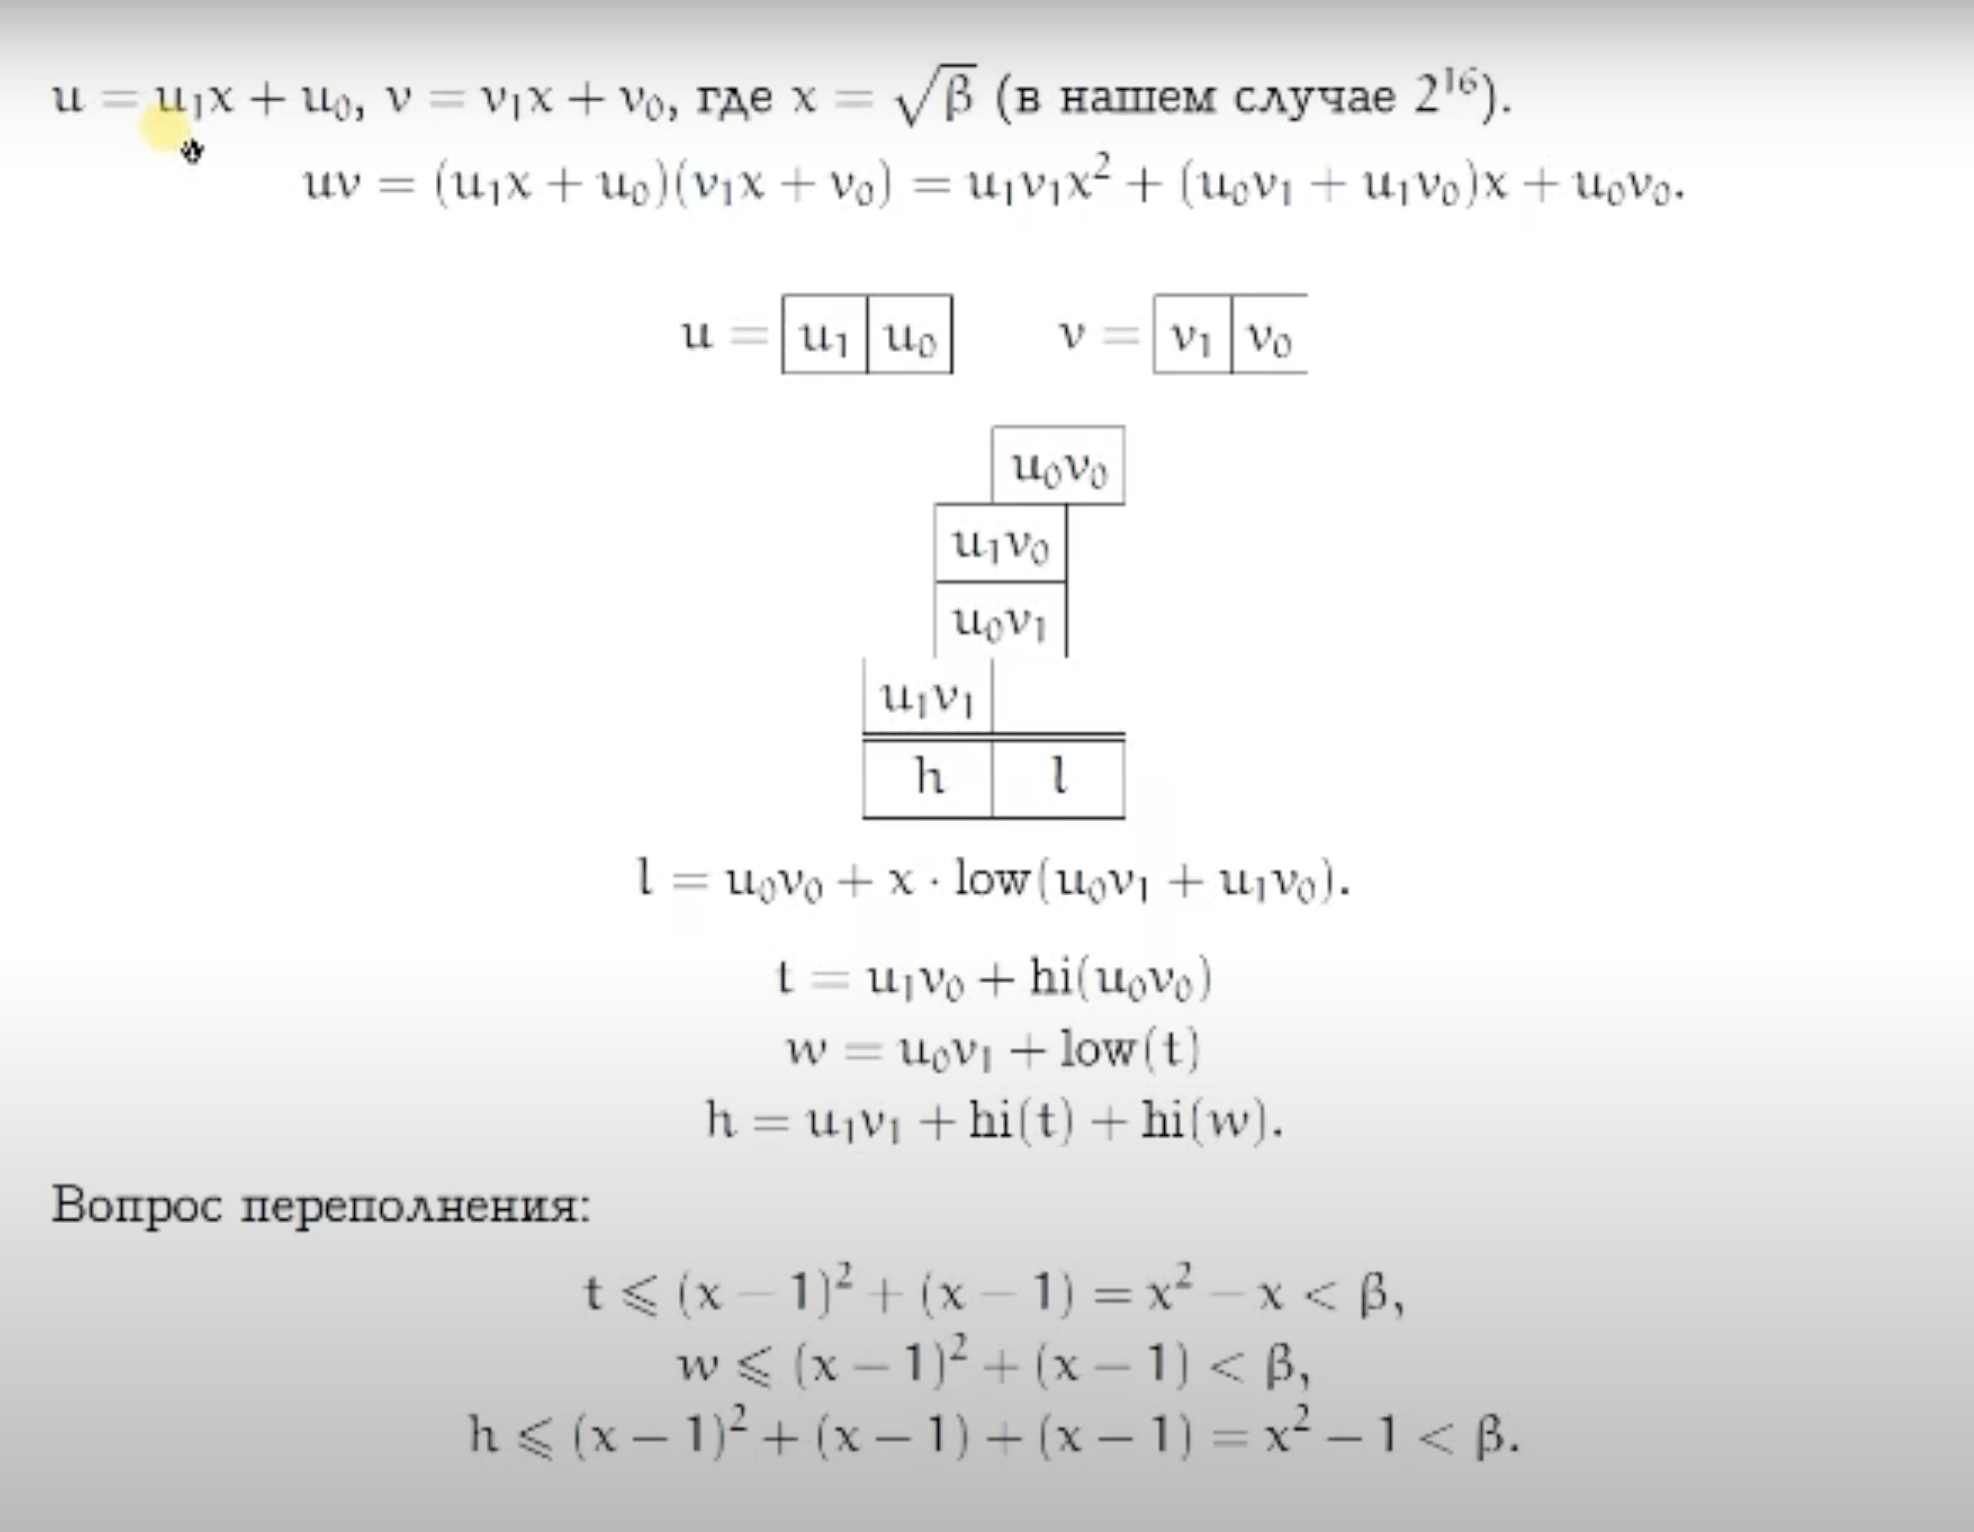 u = u₁x + u₀, v = v₁x + v₀, где x = √β (в нашем случае 2¹⁶).
uv = (u₁x + u₀)(v₁x + v₀) = u₁v₁x² + (u₀v₁ + u₁v₀)x + u₀v₀.
u = u₁ u₀ v = v₁ v₀
u₀v₀
u₁v₀
u₀v₁
u₁v₁
h l
l = u₀v₀ + x · low(u₀v₁ + u₁v₀).
t = u₁v₀ + hi(u₀v₀)
w = u₀v₁ + low(t)
h = u₁v₁ + hi(t) + hi(w).
Вопрос переполнения:
t ⩽ (x − 1)² + (x − 1) = x² − x < β,
w ⩽ (x − 1)² + (x − 1) < β,
h ⩽ (x − 1)² + (x − 1) + (x − 1) = x² − 1 < β.